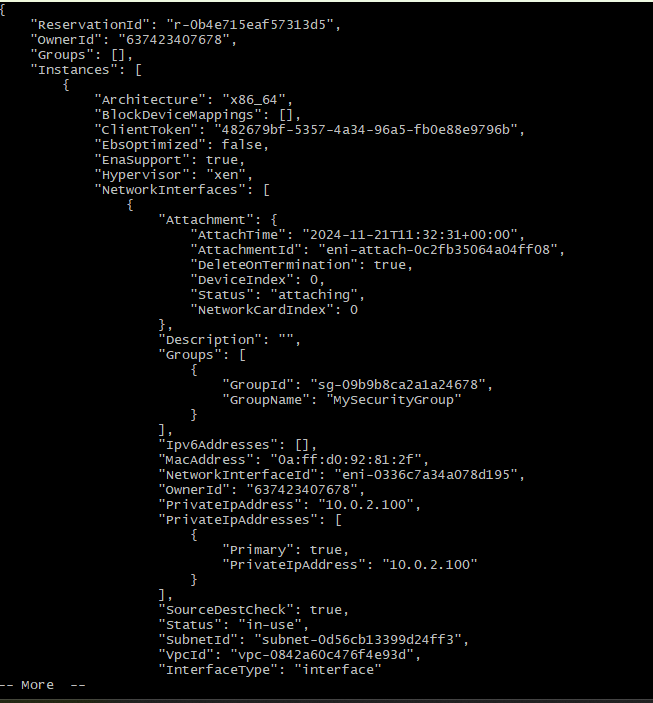 {
    "ReservationId": "r-0b4e715eaf57313d5",
    "OwnerId": "637423407678",
    "Groups": [],
    "Instances": [
        {
            "Architecture": "x86_64",
            "BlockDeviceMappings": [],
            "ClientToken": "482679bf-5357-4a34-96a5-fb0e88e9796b",
            "EbsOptimized": false,
            "EnaSupport": true,
            "Hypervisor": "xen",
            "NetworkInterfaces": [
                {
                    "Attachment": {
                        "AttachTime": "2024-11-21T11:32:31+00:00",
                        "AttachmentId": "eni-attach-0c2fb35064a04ff08",
                        "DeleteOnTermination": true,
                        "DeviceIndex": 0,
                        "Status": "attaching",
                        "NetworkCardIndex": 0
                    },
                    "Description": "",
                    "Groups": [
                        {
                            "GroupId": "sg-09b9b8ca2a1a24678",
                            "GroupName": "MySecurityGroup"
                        }
                    ],
                    "Ipv6Addresses": [],
                    "MacAddress": "0a:ff:d0:92:81:2f",
                    "NetworkInterfaceId": "eni-0336c7a34a078d195",
                    "OwnerId": "637423407678",
                    "PrivateIpAddress": "10.0.2.100",
                    "PrivateIpAddresses": [
                        {
                            "Primary": true,
                            "PrivateIpAddress": "10.0.2.100"
                        }
                    ],
                    "SourceDestCheck": true,
                    "Status": "in-use",
                    "SubnetId": "subnet-0d56cb13399d24ff3",
                    "VpcId": "vpc-0842a60c476f4e93d",
                    "InterfaceType": "interface"
-- More  --